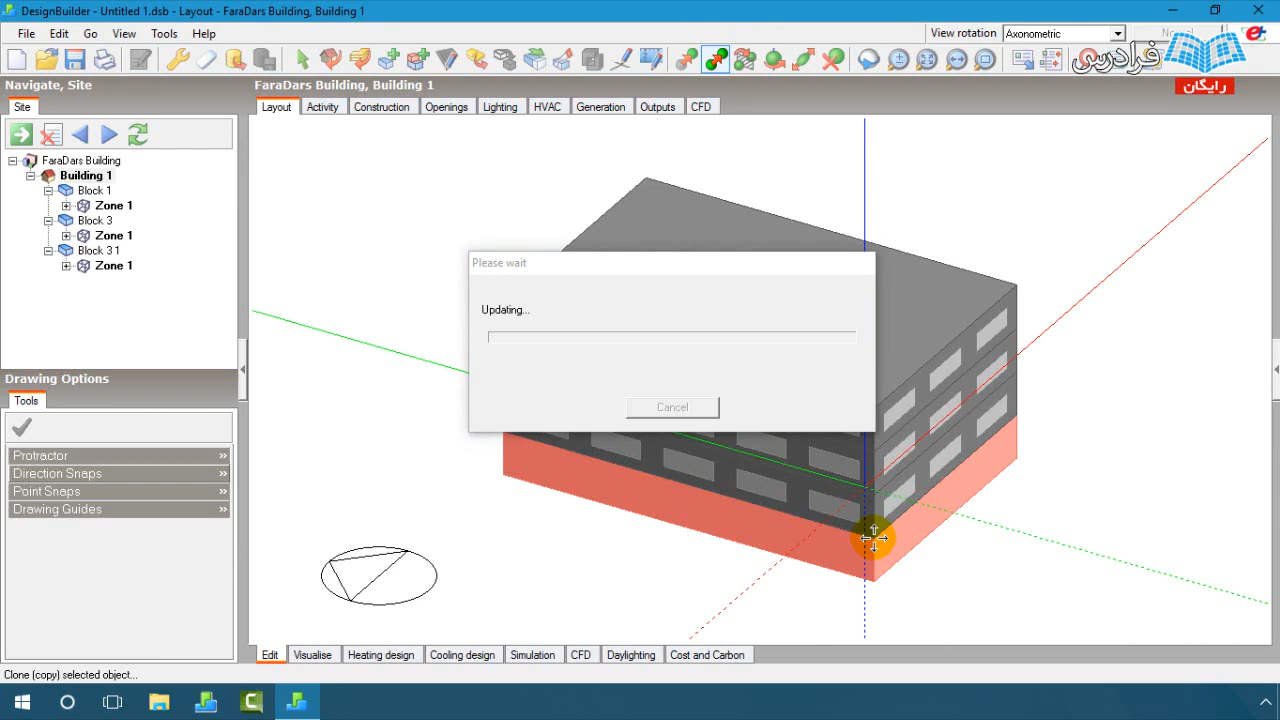 DesignBuilder - Untitled 1.dsb - Layout - FaraDars Building, Building 1
File Edit Go View Tools Help
View rotation Axonometric Normal
فرادرس
رایگان
Navigate, Site
FaraDars Building, Building 1
Site
Layout Activity Construction Openings Lighting HVAC Generation Outputs CFD
FaraDars Building
Building 1
Block 1
Zone 1
Block 3
Zone 1
Block 3 1
Zone 1
Please wait
Updating...
Cancel
Drawing Options
Tools
Protractor »
Direction Snaps »
Point Snaps »
Drawing Guides »
Edit Visualise Heating design Cooling design Simulation CFD Daylighting Cost and Carbon
Clone (copy) selected object...